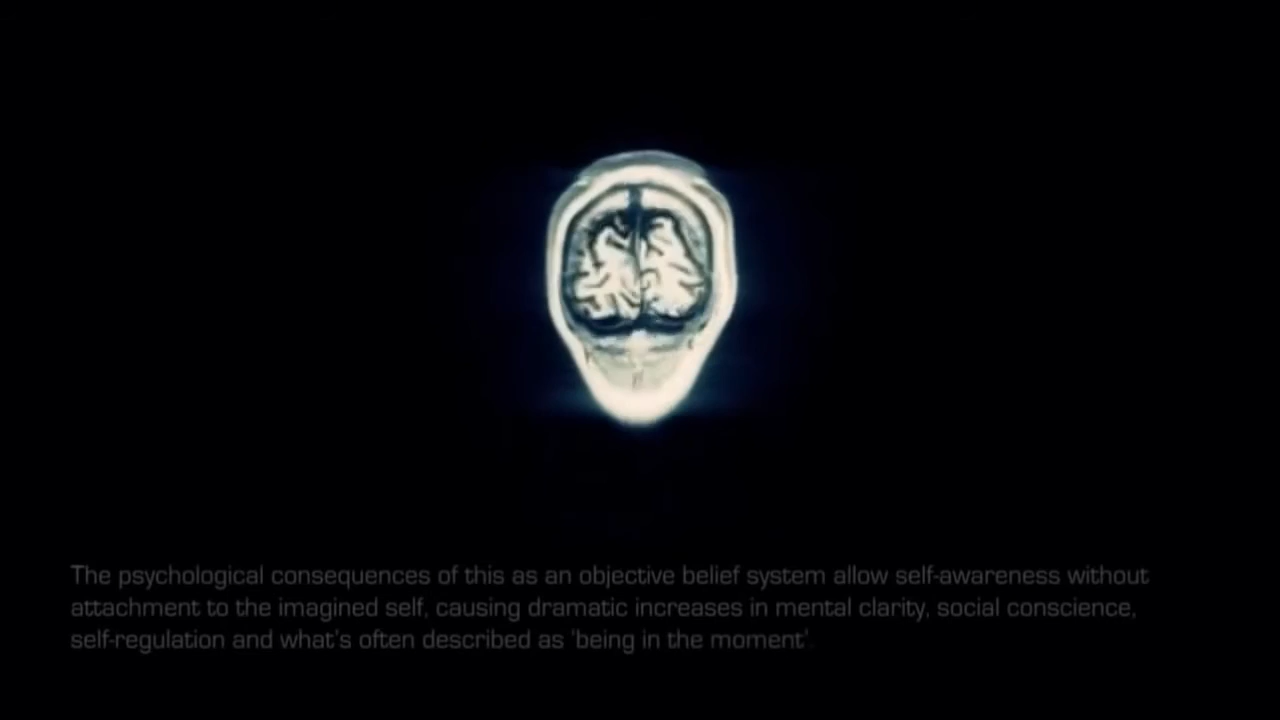 The psychological consequences of this as an objective belief system allow self-awareness without
attachment to the imagined self, causing dramatic increases in mental clarity, social conscience,
self-regulation and what's often described as 'being in the moment'.